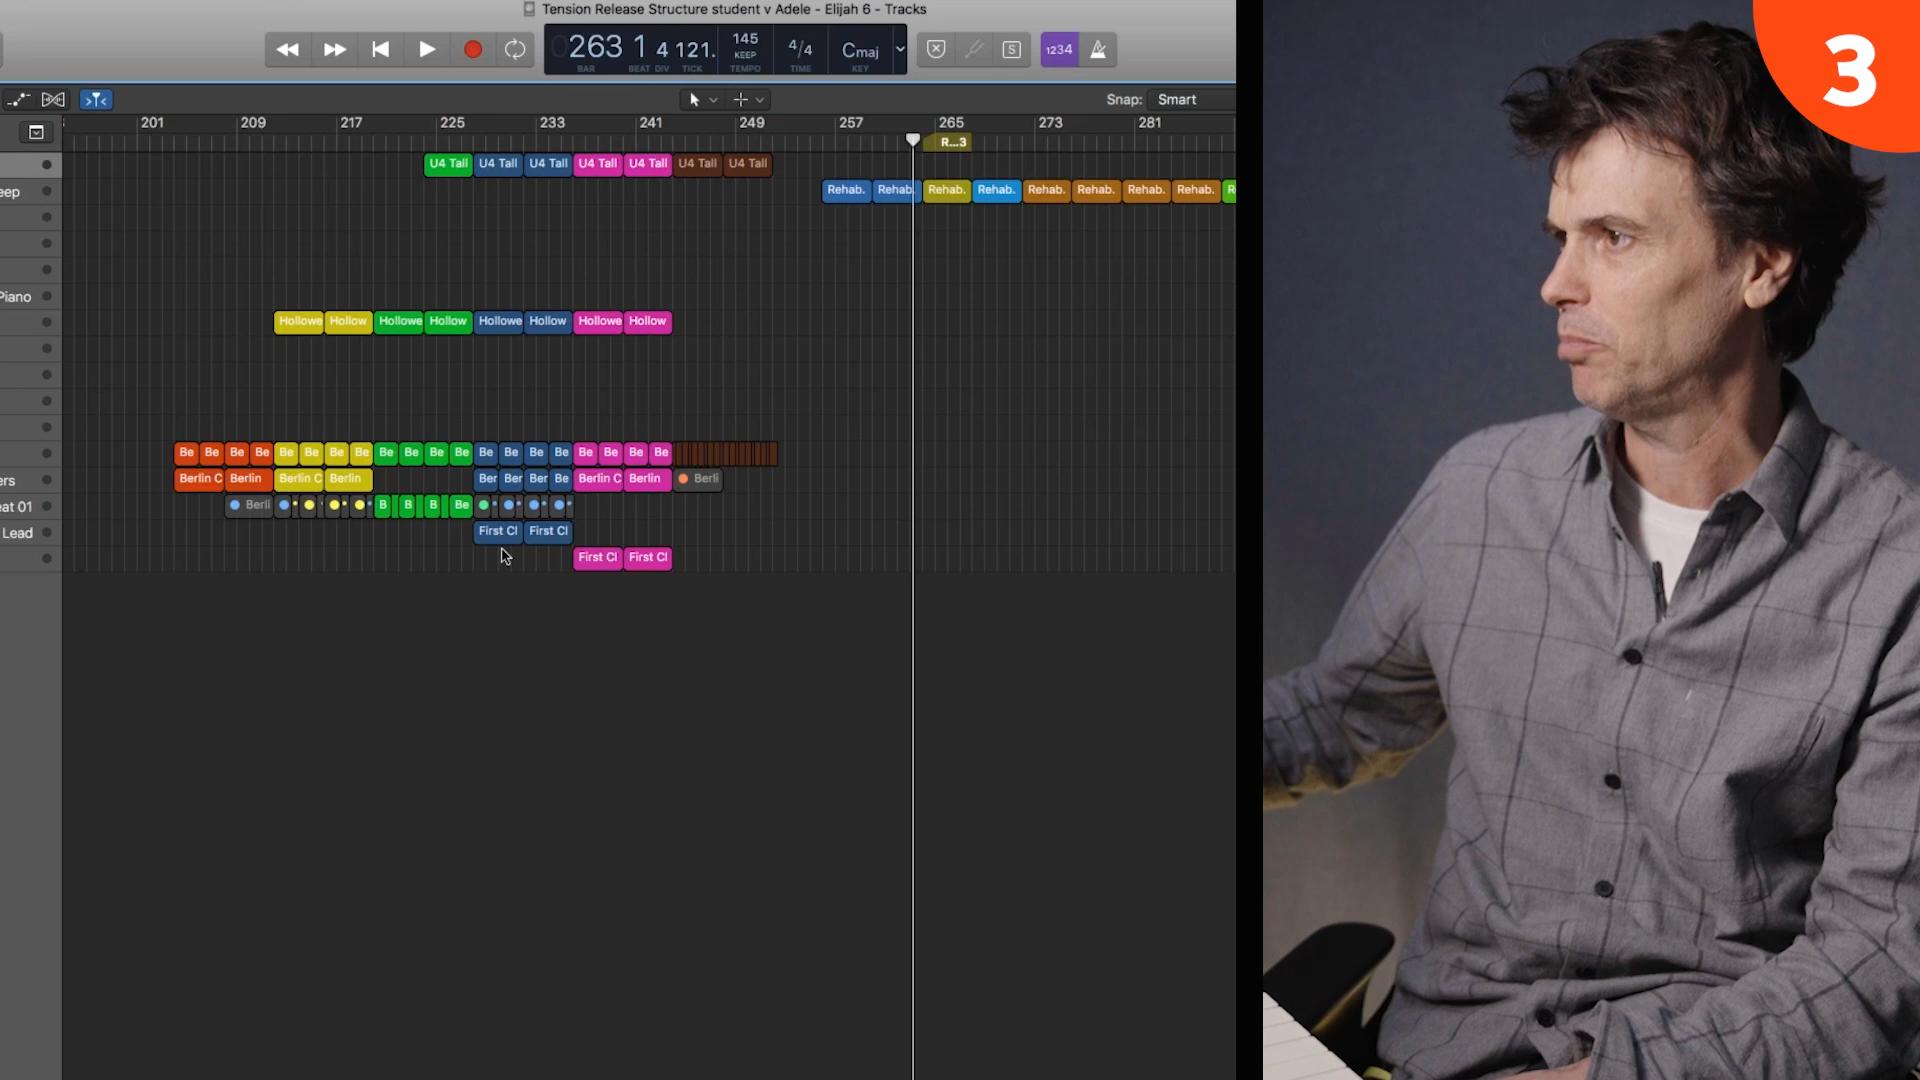 Tension Release Structure student v Adele - Elijah 6 - Tracks
3
263 1 4 121. 145 KEEP 4/4 Cmaj
BAR BEAT DIV TICK TEMPO TIME KEY
S 1234
Snap: Smart
201 209 217 225 233 241 249 257 265 273 281
R...3
U4 Tall U4 Tall U4 Tall U4 Tall U4 Tall U4 Tall U4 Tall
eep Rehab. Rehab. Rehab. Rehab. Rehab. Rehab. Rehab. Rehab. R
Piano
Hollowe Hollow Hollowe Hollow Hollowe Hollow Hollowe Hollow
Be Be Be Be Be Be Be Be Be Be Be Be Be Be Be Be Be Be Be Be
ers Berlin C Berlin Berlin C Berlin Ber Ber Ber Be Berlin C Berlin Berli
eat 01 Berli B B B Be
Lead First Cl First Cl
First Cl First Cl